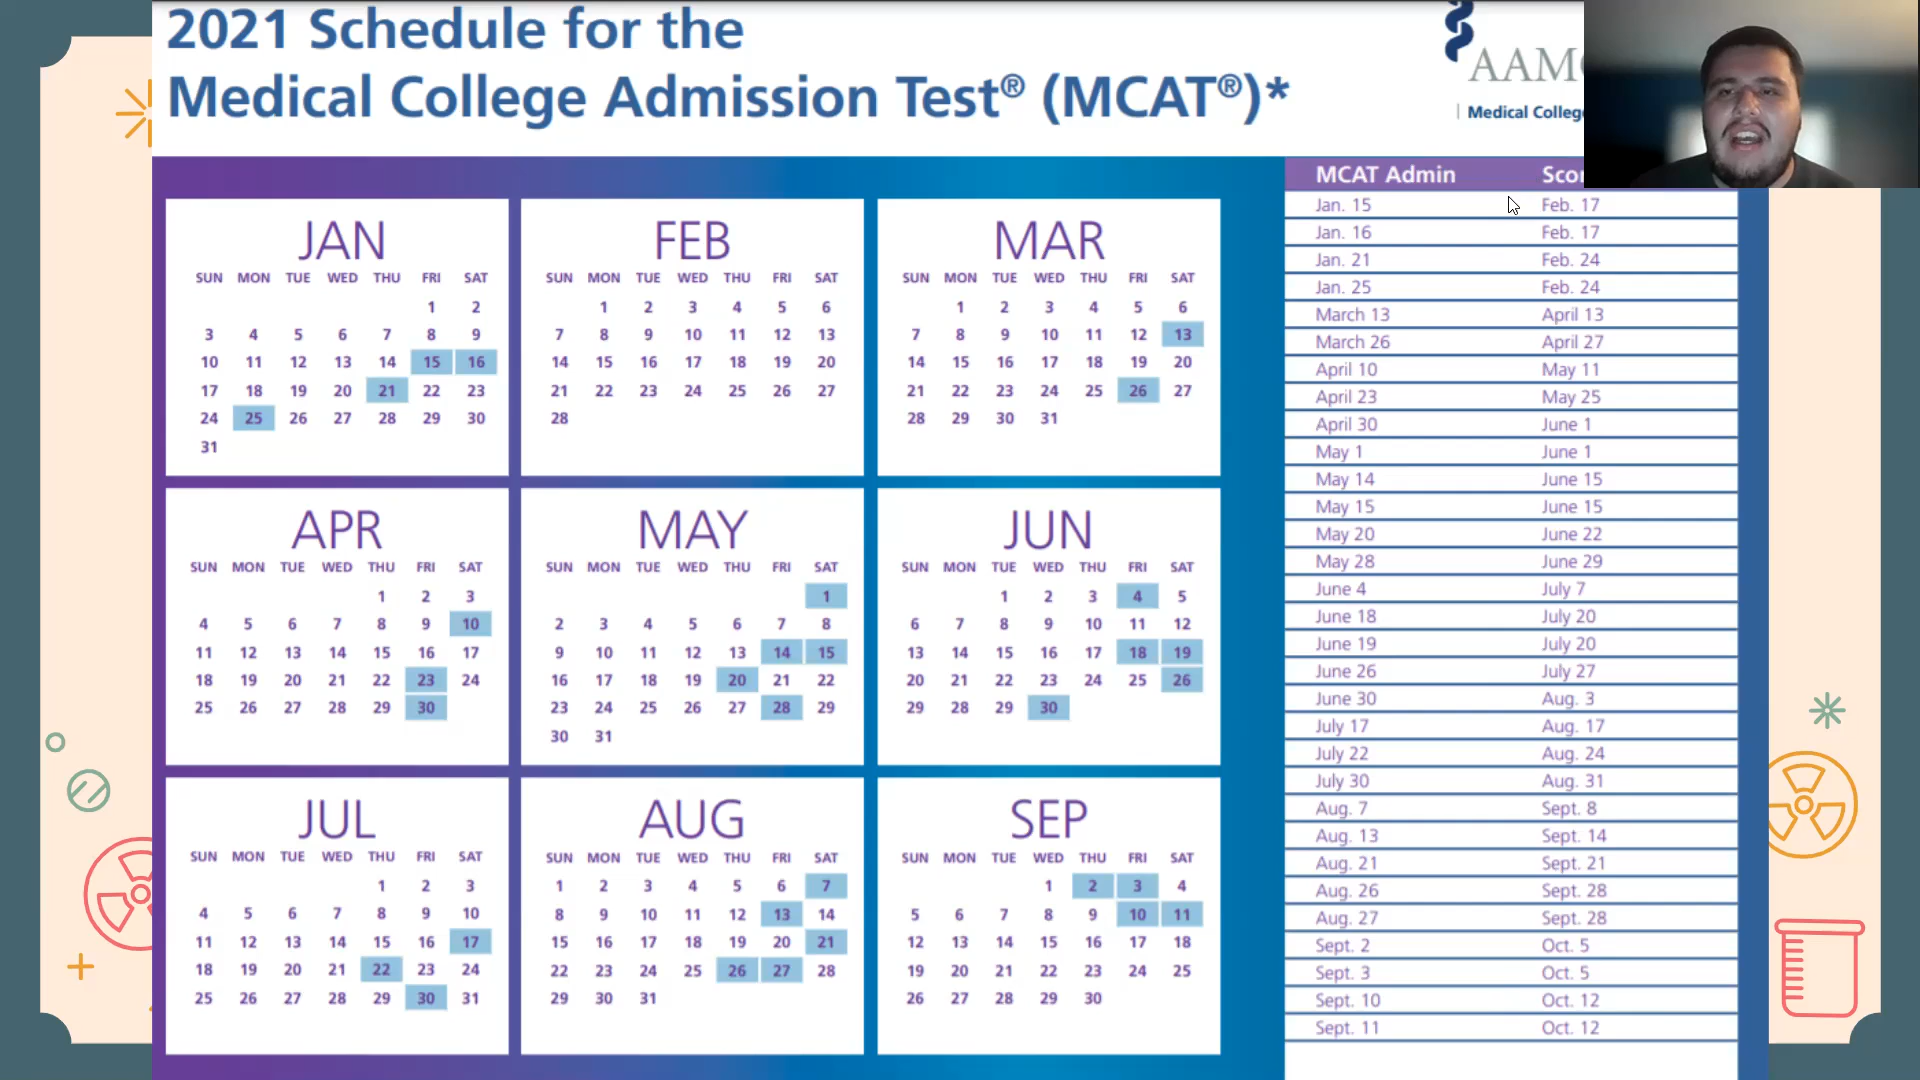 2021 Schedule for the
Medical College Admission Test® (MCAT®)*
AAM
Medical College
JAN
SUN MON TUE WED THU FRI SAT
1 2
3 4 5 6 7 8 9
10 11 12 13 14 15 16
17 18 19 20 21 22 23
24 25 26 27 28 29 30
31
FEB
SUN MON TUE WED THU FRI SAT
1 2 3 4 5 6
7 8 9 10 11 12 13
14 15 16 17 18 19 20
21 22 23 24 25 26 27
28
MAR
SUN MON TUE WED THU FRI SAT
1 2 3 4 5 6
7 8 9 10 11 12 13
14 15 16 17 18 19 20
21 22 23 24 25 26 27
28 29 30 31
APR
SUN MON TUE WED THU FRI SAT
1 2 3
4 5 6 7 8 9 10
11 12 13 14 15 16 17
18 19 20 21 22 23 24
25 26 27 28 29 30
MAY
SUN MON TUE WED THU FRI SAT
1
2 3 4 5 6 7 8
9 10 11 12 13 14 15
16 17 18 19 20 21 22
23 24 25 26 27 28 29
30 31
JUN
SUN MON TUE WED THU FRI SAT
1 2 3 4 5
6 7 8 9 10 11 12
13 14 15 16 17 18 19
20 21 22 23 24 25 26
29 28 29 30
JUL
SUN MON TUE WED THU FRI SAT
1 2 3
4 5 6 7 8 9 10
11 12 13 14 15 16 17
18 19 20 21 22 23 24
25 26 27 28 29 30 31
AUG
SUN MON TUE WED THU FRI SAT
1 2 3 4 5 6 7
8 9 10 11 12 13 14
15 16 17 18 19 20 21
22 23 24 25 26 27 28
29 30 31
SEP
SUN MON TUE WED THU FRI SAT
1 2 3 4
5 6 7 8 9 10 11
12 13 14 15 16 17 18
19 20 21 22 23 24 25
26 27 28 29 30
MCAT Admin Scor
Jan. 15 Feb. 17
Jan. 16 Feb. 17
Jan. 21 Feb. 24
Jan. 25 Feb. 24
March 13 April 13
March 26 April 27
April 10 May 11
April 23 May 25
April 30 June 1
May 1 June 1
May 14 June 15
May 15 June 15
May 20 June 22
May 28 June 29
June 4 July 7
June 18 July 20
June 19 July 20
June 26 July 27
June 30 Aug. 3
July 17 Aug. 17
July 22 Aug. 24
July 30 Aug. 31
Aug. 7 Sept. 8
Aug. 13 Sept. 14
Aug. 21 Sept. 21
Aug. 26 Sept. 28
Aug. 27 Sept. 28
Sept. 2 Oct. 5
Sept. 3 Oct. 5
Sept. 10 Oct. 12
Sept. 11 Oct. 12